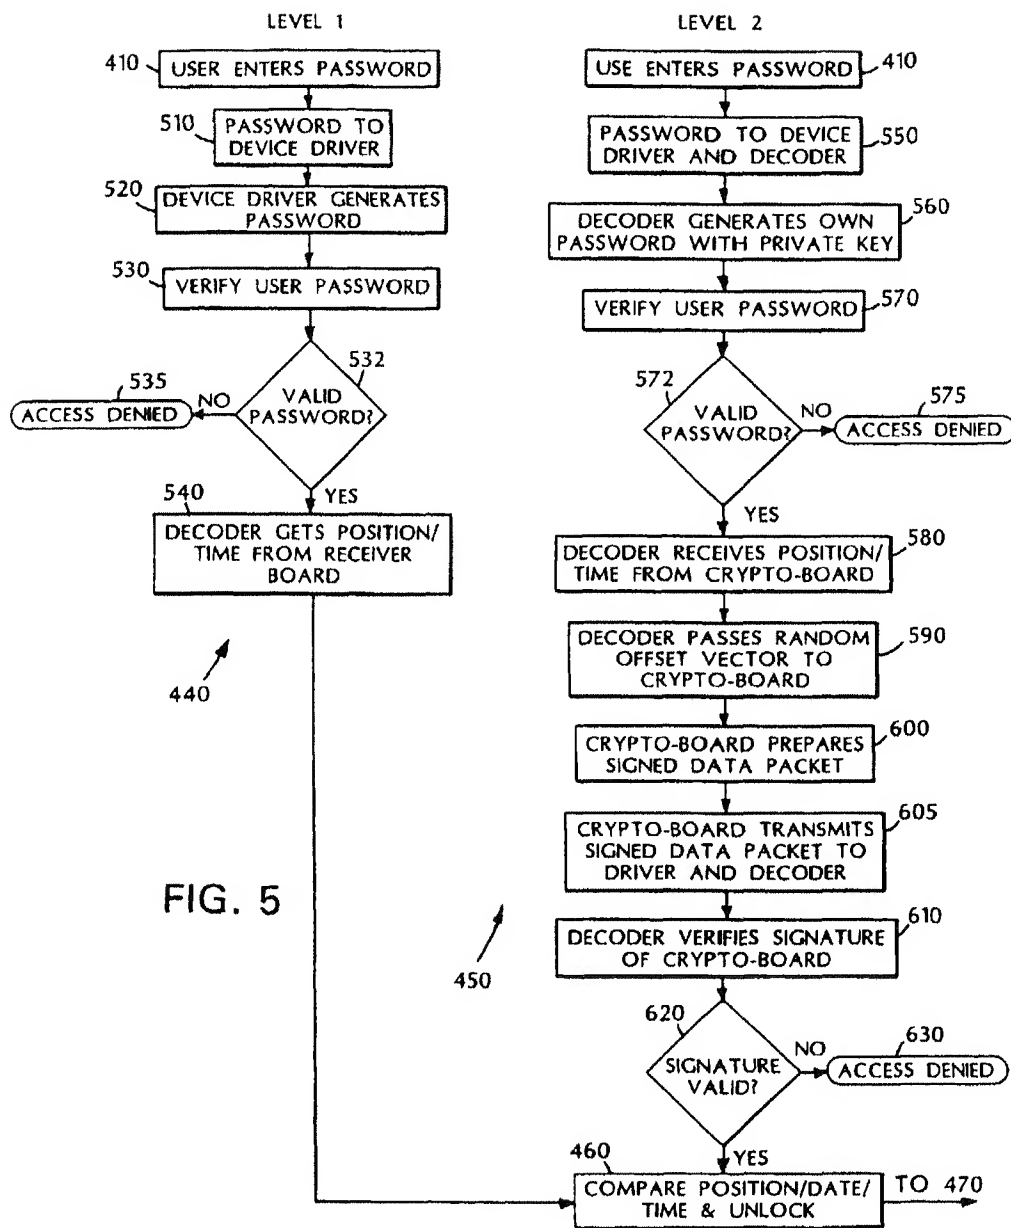 LEVEL 1
410
USER ENTERS PASSWORD
510
PASSWORD TO
DEVICE DRIVER
520
DEVICE DRIVER GENERATES
PASSWORD
530
VERIFY USER PASSWORD
532
VALID
PASSWORD?
NO
535
ACCESS DENIED
YES
540
DECODER GETS POSITION/
TIME FROM RECEIVER
BOARD
440
FIG. 5
LEVEL 2
410
USE ENTERS PASSWORD
550
PASSWORD TO DEVICE
DRIVER AND DECODER
560
DECODER GENERATES OWN
PASSWORD WITH PRIVATE KEY
570
VERIFY USER PASSWORD
572
VALID
PASSWORD?
NO
575
ACCESS DENIED
YES
580
DECODER RECEIVES POSITION/
TIME FROM CRYPTO-BOARD
590
DECODER PASSES RANDOM
OFFSET VECTOR TO
CRYPTO-BOARD
600
CRYPTO-BOARD PREPARES
SIGNED DATA PACKET
605
CRYPTO-BOARD TRANSMITS
SIGNED DATA PACKET TO
DRIVER AND DECODER
450
610
DECODER VERIFIES SIGNATURE
OF CRYPTO-BOARD
620
SIGNATURE
VALID?
NO
630
ACCESS DENIED
YES
460
COMPARE POSITION/DATE/
TIME & UNLOCK
TO 470